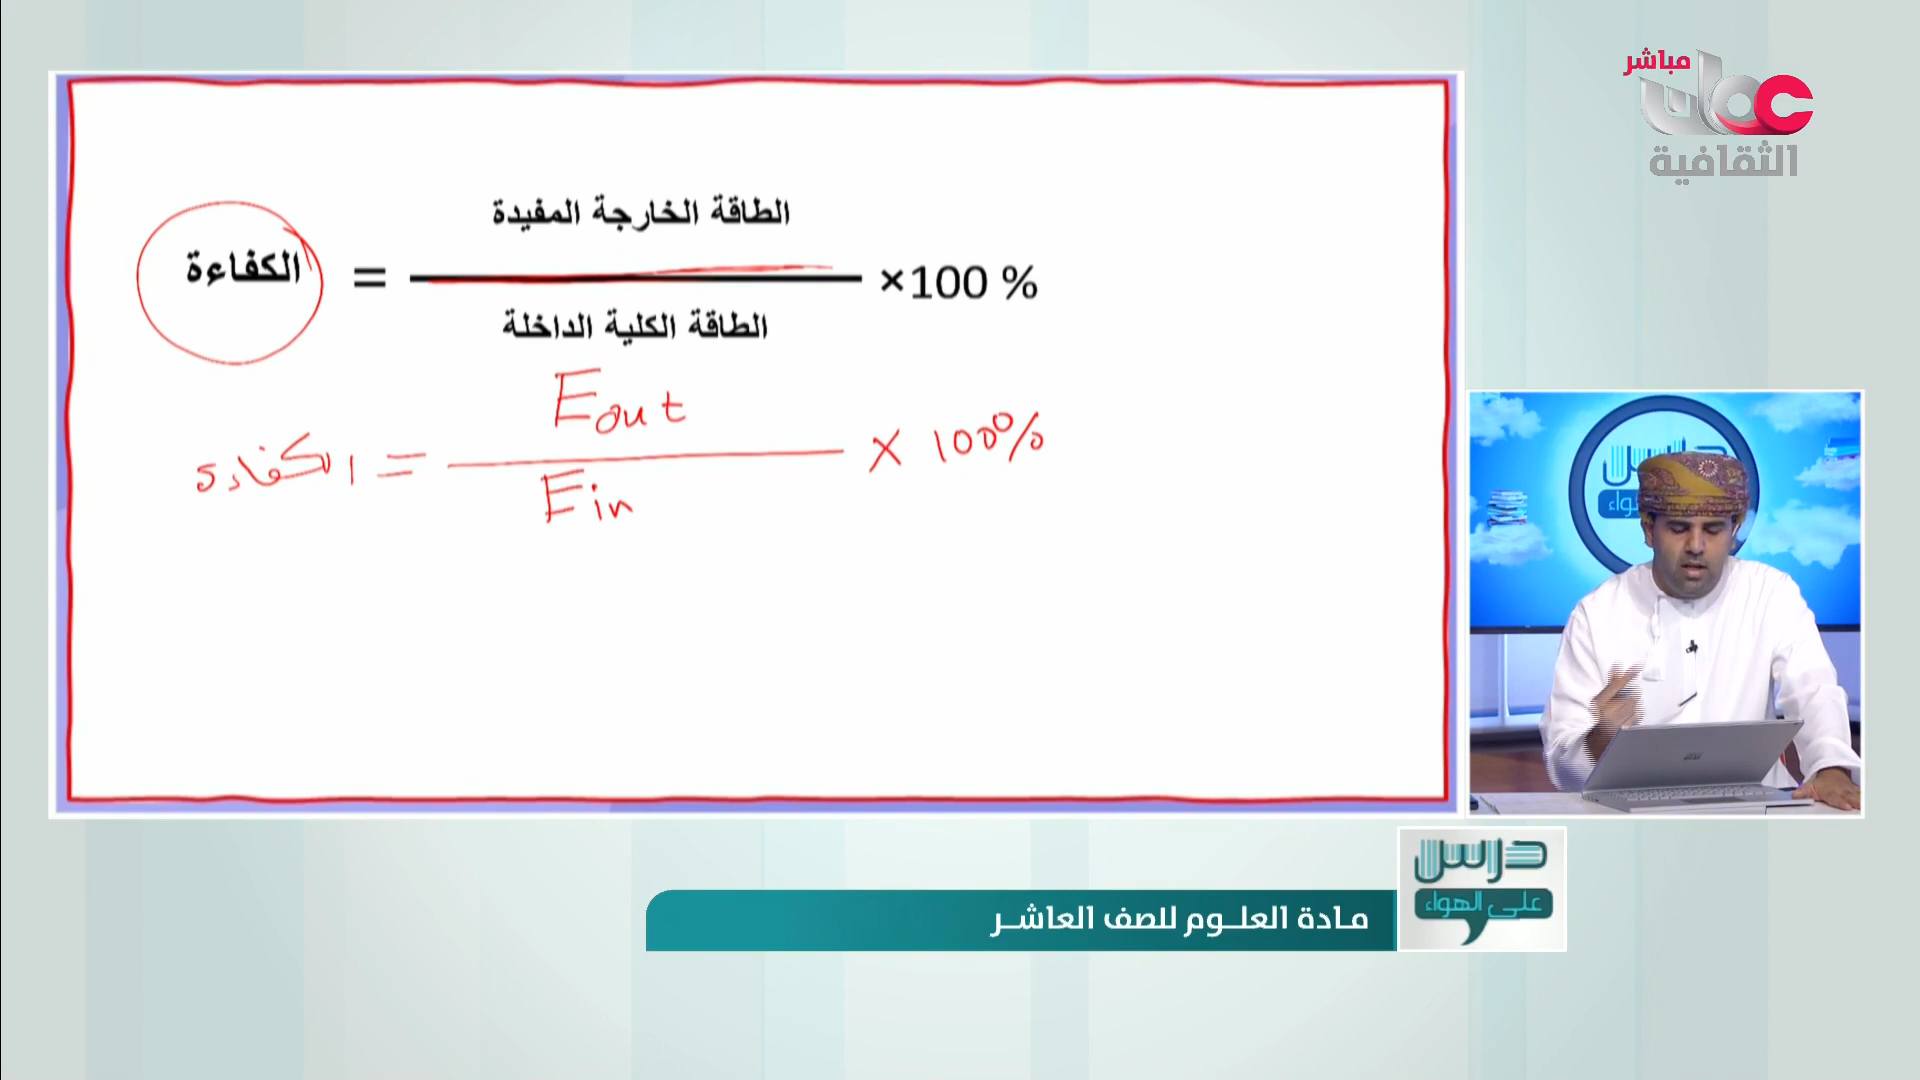 مباشر
عمان
الثقافية
الطاقة الخارجة المفيدة
الكفاءة = ×100 %
الطاقة الكلية الداخلة
Eout
الكفاءة = × 100%
Ein
درس
على الهواء
مادة العلوم للصف العاشر